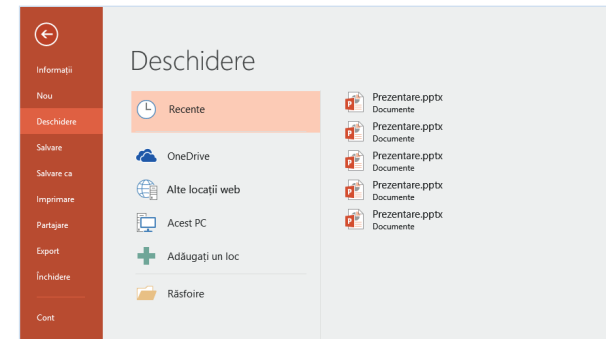 Informații
Nou
Deschidere
Salvare
Salvare ca
Imprimare
Partajare
Export
Închidere
Cont
Deschidere
Recente
OneDrive
Alte locații web
Acest PC
Adăugați un loc
Răsfoire
Prezentare.pptx
Documente
Prezentare.pptx
Documente
Prezentare.pptx
Documente
Prezentare.pptx
Documente
Prezentare.pptx
Documente